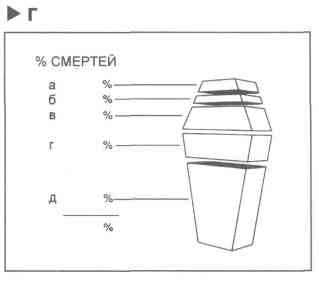 ▶ Г
% СМЕРТЕЙ
а %
б %
в %
г %
д %
%